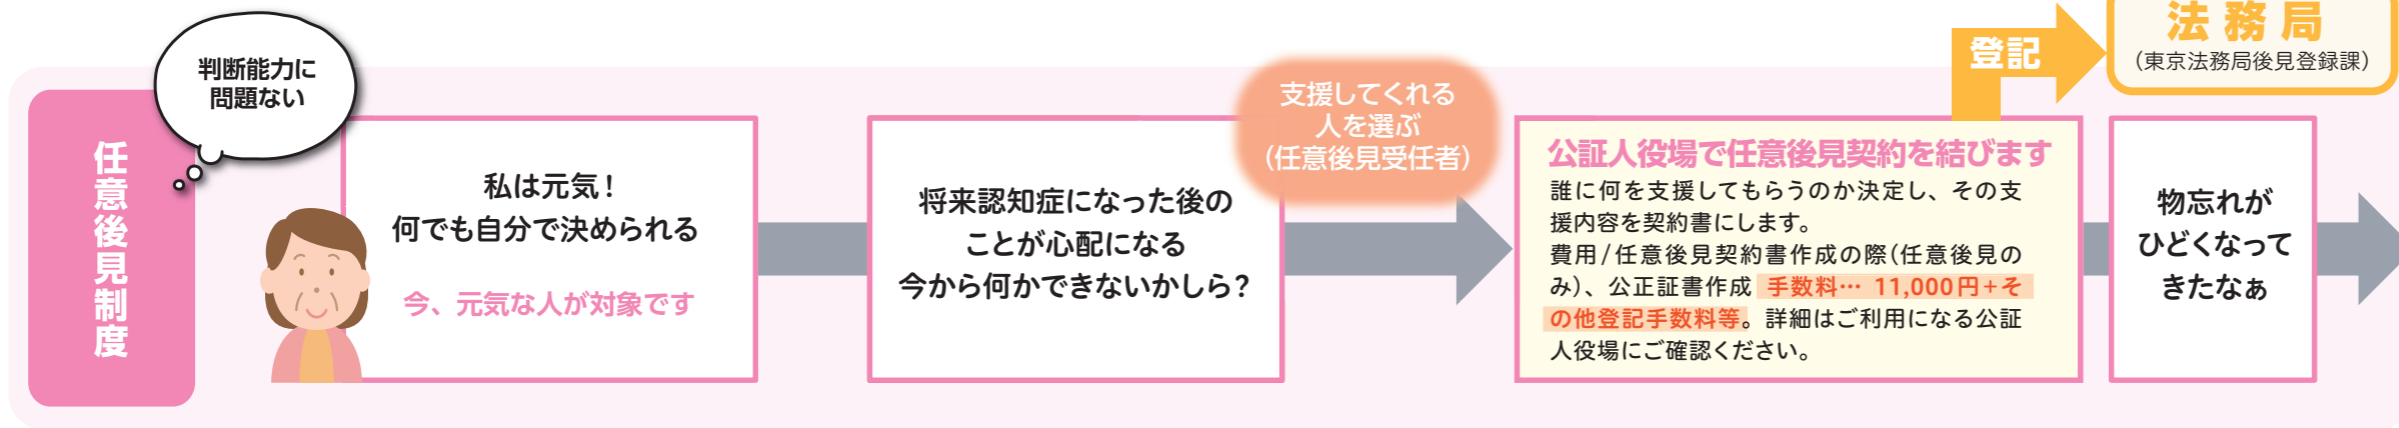 任意後見制度
判断能力に
問題ない
私は元気！
何でも自分で決められる
今、元気な人が対象です
将来認知症になった後の
ことが心配になる
今から何かできないかしら？
支援してくれる
人を選ぶ
（任意後見受任者）
公証人役場で任意後見契約を結びます
誰に何を支援してもらうのか決定し、その支
援内容を契約書にします。
費用/任意後見契約書作成の際（任意後見の
み）、公正証書作成 手数料… 11,000円＋そ
の他登記手数料等。詳細はご利用になる公証
人役場にご確認ください。
登記
法務局
（東京法務局後見登録課）
物忘れが
ひどくなって
きたなぁ